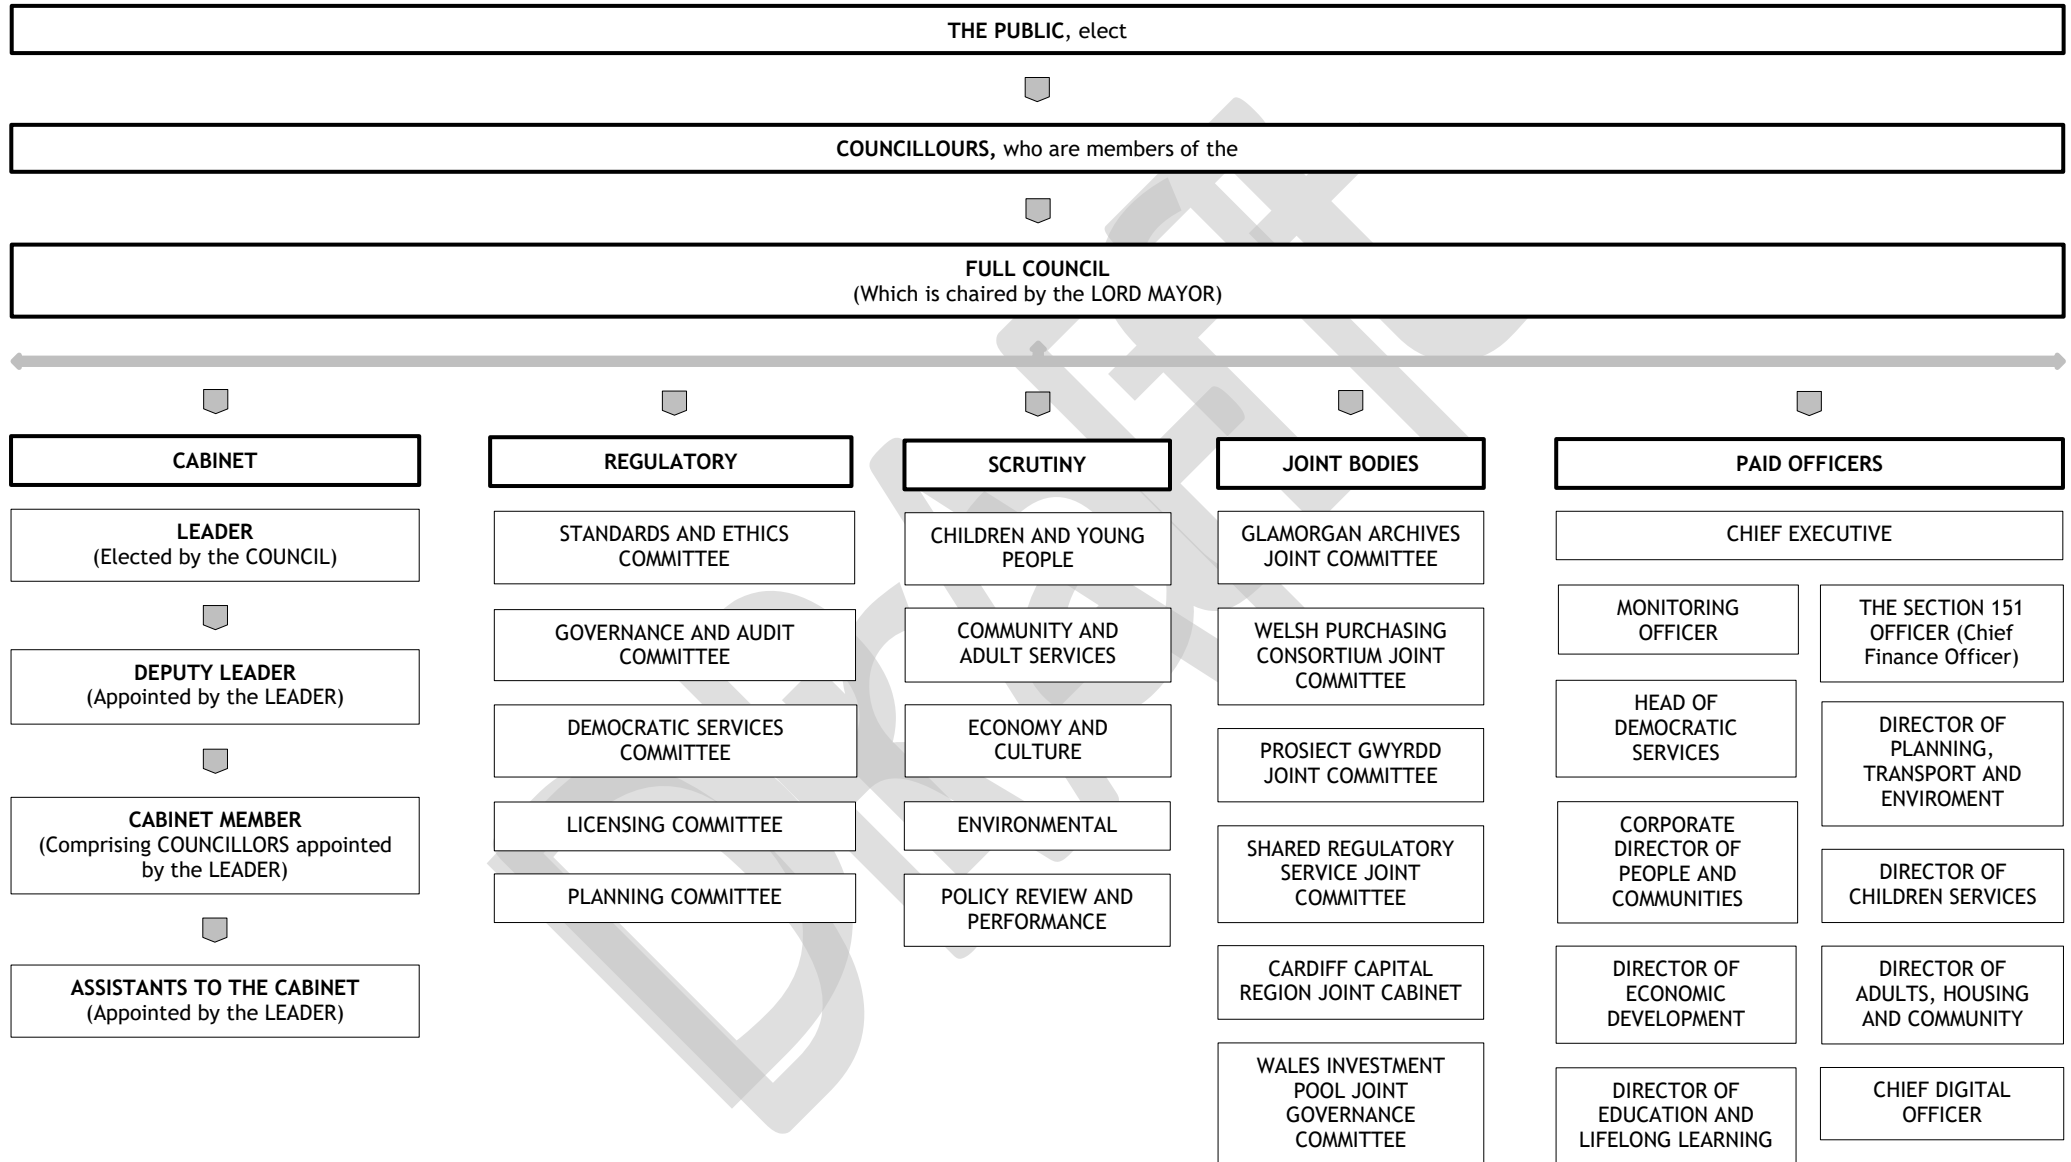 THE PUBLIC, elect
COUNCILLOURS, who are members of the
FULL COUNCIL
(Which is chaired by the LORD MAYOR)
CABINET
LEADER
(Elected by the COUNCIL)
DEPUTY LEADER
(Appointed by the LEADER)
CABINET MEMBER
(Comprising COUNCILLORS appointed
by the LEADER)
ASSISTANTS TO THE CABINET
(Appointed by the LEADER)
REGULATORY
STANDARDS AND ETHICS
COMMITTEE
GOVERNANCE AND AUDIT
COMMITTEE
DEMOCRATIC SERVICES
COMMITTEE
LICENSING COMMITTEE
PLANNING COMMITTEE
SCRUTINY
CHILDREN AND YOUNG
PEOPLE
COMMUNITY AND
ADULT SERVICES
ECONOMY AND
CULTURE
ENVIRONMENTAL
POLICY REVIEW AND
PERFORMANCE
JOINT BODIES
GLAMORGAN ARCHIVES
JOINT COMMITTEE
WELSH PURCHASING
CONSORTIUM JOINT
COMMITTEE
PROSIECT GWYRDD
JOINT COMMITTEE
SHARED REGULATORY
SERVICE JOINT
COMMITTEE
CARDIFF CAPITAL
REGION JOINT CABINET
WALES INVESTMENT
POOL JOINT
GOVERNANCE
COMMITTEE
PAID OFFICERS
CHIEF EXECUTIVE
MONITORING
OFFICER
THE SECTION 151
OFFICER (Chief
Finance Officer)
HEAD OF
DEMOCRATIC
SERVICES
DIRECTOR OF
PLANNING,
TRANSPORT AND
ENVIROMENT
CORPORATE
DIRECTOR OF
PEOPLE AND
COMMUNITIES
DIRECTOR OF
CHILDREN SERVICES
DIRECTOR OF
ECONOMIC
DEVELOPMENT
DIRECTOR OF
ADULTS, HOUSING
AND COMMUNITY
DIRECTOR OF
EDUCATION AND
LIFELONG LEARNING
CHIEF DIGITAL
OFFICER